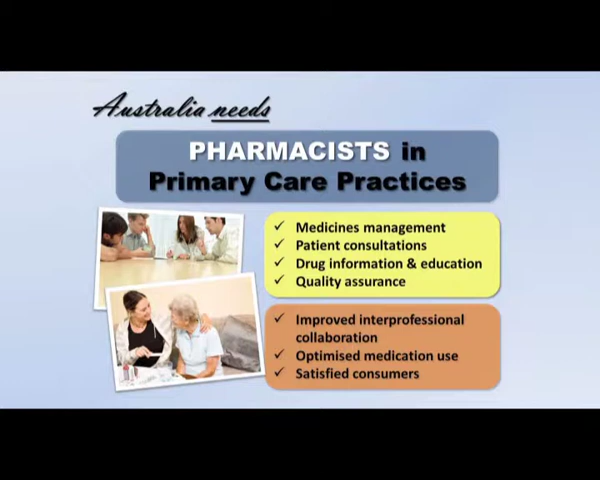 Australia needs
PHARMACISTS in
Primary Care Practices
✓ Medicines management
✓ Patient consultations
✓ Drug information & education
✓ Quality assurance
✓ Improved interprofessional
collaboration
✓ Optimised medication use
✓ Satisfied consumers